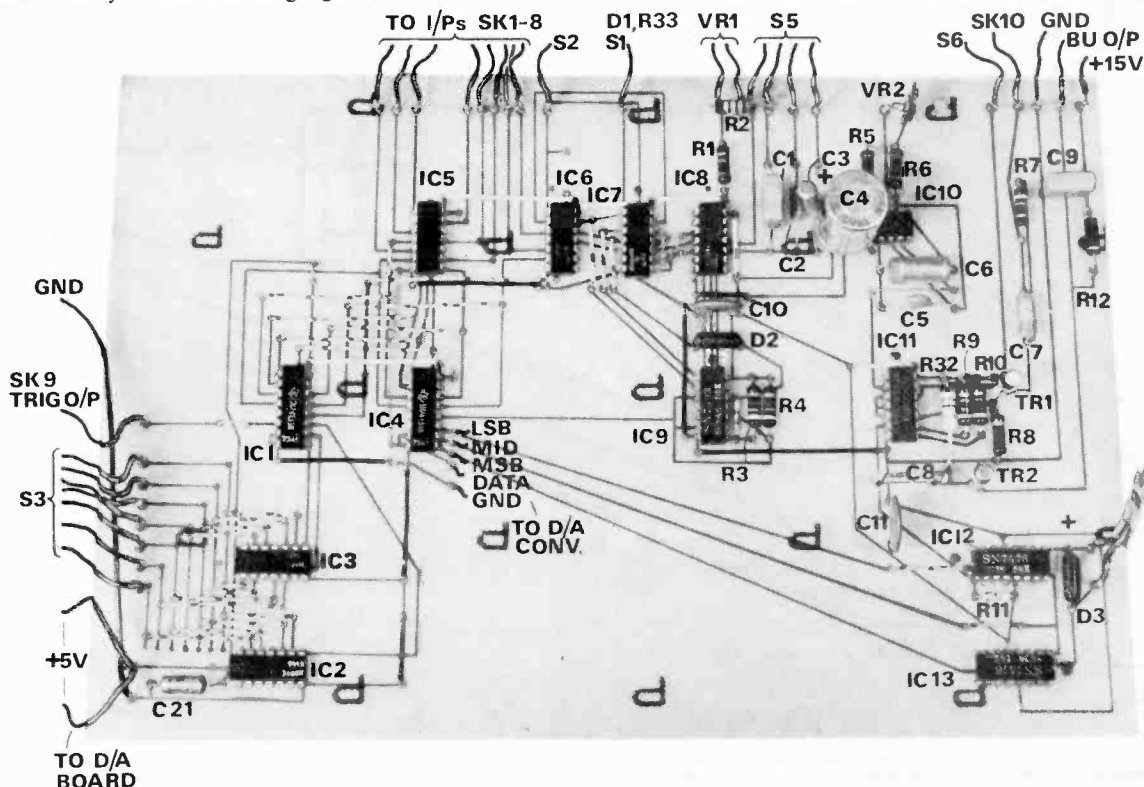 TO I/Ps SK1-8
D1,R33
VR1
S5
SK10
GND
S2
S1,
S6
BU O/P
+15V
VR2
R2
R1
C1
C3
R5
R6
R7
C9
IC5
IC6
IC7
IC8
+
C4
IC10
C2
C6
C5
R12
GND
C10
D2
IC11
R32
R9
R10
C7
TR1
SK9
TRIG O/P
IC1
IC4
LSB
MID
MSB
DATA
GND
IC9
R4
R3
R8
C8
TR2
S3
TO D/A
CONV.
C11
IC12
+
IC3
SN7476
R11
D3
+5V
IC2
IC13
C21
TO D/A
BOARD